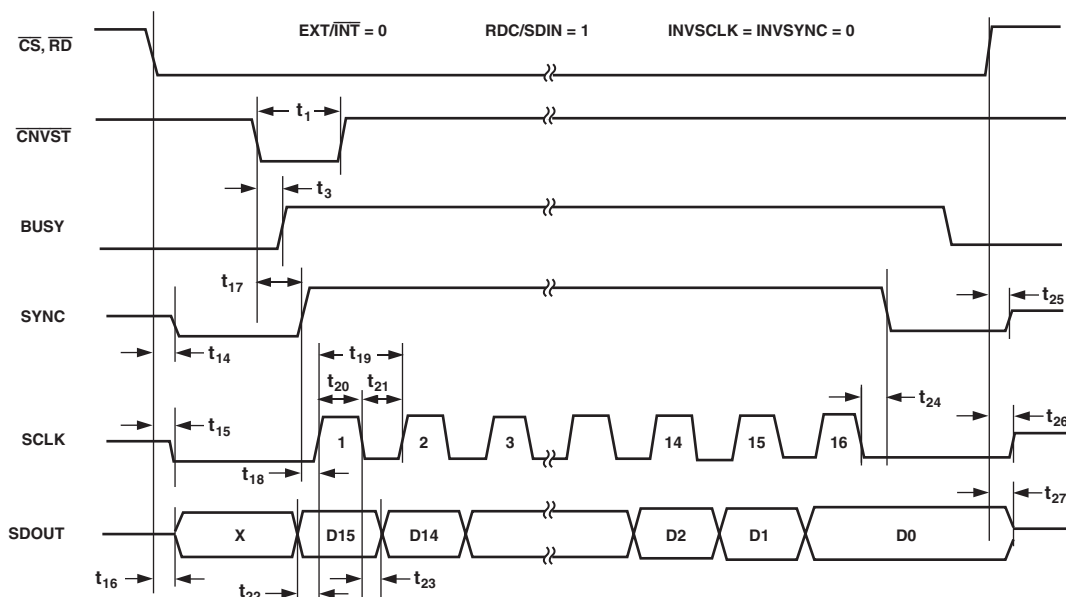 EXT/INT = 0 RDC/SDIN = 1 INVSCLK = INVSYNC = 0
CS, RD
t1
CNVST
t3
BUSY
t17
SYNC
t25
t14
t19
t20 t21
t24
t15
SCLK
1 2 3 14 15 16
t26
t18
t27
SDOUT
X D15 D14 D2 D1 D0
t16
t22
t23